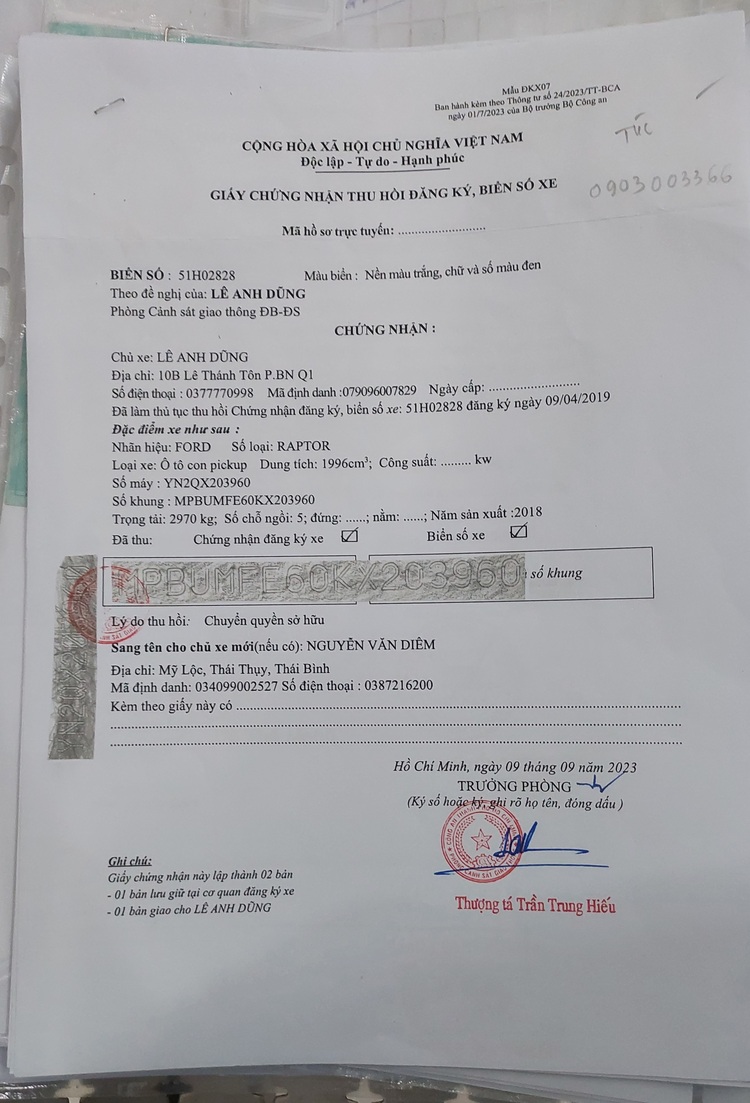 Mẫu ĐKX07
Ban hành kèm theo Thông tư số 24/2023/TT-BCA
ngày 01/7/2023 của Bộ trưởng Bộ Công an
TÚC
0903003366
CỘNG HÒA XÃ HỘI CHỦ NGHĨA VIỆT NAM
Độc lập - Tự do - Hạnh phúc
GIẤY CHỨNG NHẬN THU HỒI ĐĂNG KÝ, BIỂN SỐ XE
Mã hồ sơ trực tuyến: ........................
BIỂN SỐ : 51H02828 Màu biển : Nền màu trắng, chữ và số màu đen
Theo đề nghị của: LÊ ANH DŨNG
Phòng Cảnh sát giao thông ĐB-ĐS
CHỨNG NHẬN :
Chủ xe: LÊ ANH DŨNG
Địa chỉ: 10B Lê Thánh Tôn P.BN Q1
Số điện thoại : 0377770998 Mã định danh :079096007829 Ngày cấp: ........................
Đã làm thủ tục thu hồi Chứng nhận đăng ký, biển số xe: 51H02828 đăng ký ngày 09/04/2019
Đặc điểm xe như sau :
Nhãn hiệu: FORD Số loại: RAPTOR
Loại xe: Ô tô con pickup Dung tích: 1996cm³; Công suất: ......... kw
Số máy : YN2QX203960
Số khung : MPBUMFE60KX203960
Trọng tải: 2970 kg; Số chỗ ngồi: 5; đứng: ......; nằm: ......; Năm sản xuất :2018
Đã thu: Chứng nhận đăng ký xe ☑ Biển số xe ☑
MPBUMFE60KX203960 số khung
Lý do thu hồi: Chuyển quyền sở hữu
Sang tên cho chủ xe mới(nếu có): NGUYỄN VĂN DIÊM
Địa chỉ: Mỹ Lộc, Thái Thụy, Thái Bình
Mã định danh: 034099002527 Số điện thoại : 0387216200
Kèm theo giấy này có ........................
Hồ Chí Minh, ngày 09 tháng 09 năm 2023
TRƯỞNG PHÒNG
(Ký số hoặc ký, ghi rõ họ tên, đóng dấu )
Thượng tá Trần Trung Hiếu
Ghi chú:
Giấy chứng nhận này lập thành 02 bản
- 01 bản lưu giữ tại cơ quan đăng ký xe
- 01 bản giao cho LÊ ANH DŨNG